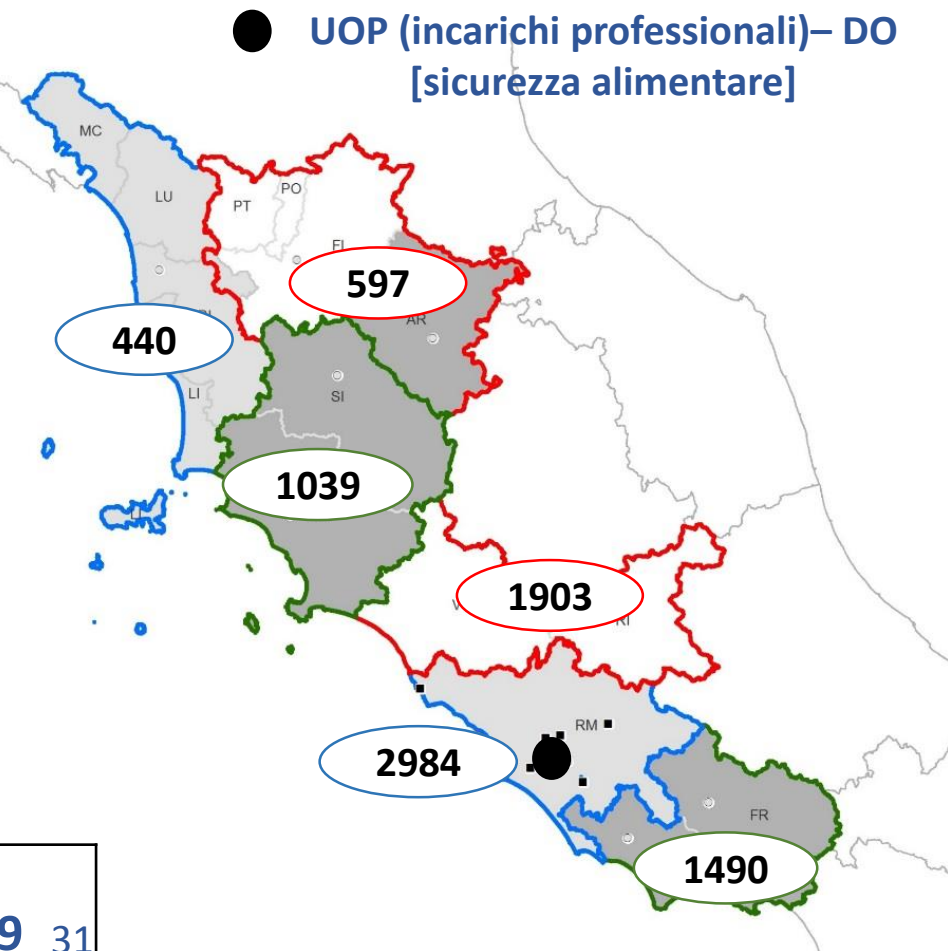 UOP (incarichi professionali)– DO
[sicurezza alimentare]
MC
LU
PT
PO
FI
597
AR
440
LI
SI
1039
LI
1903
RI
RM
2984
FR
1490
9 31